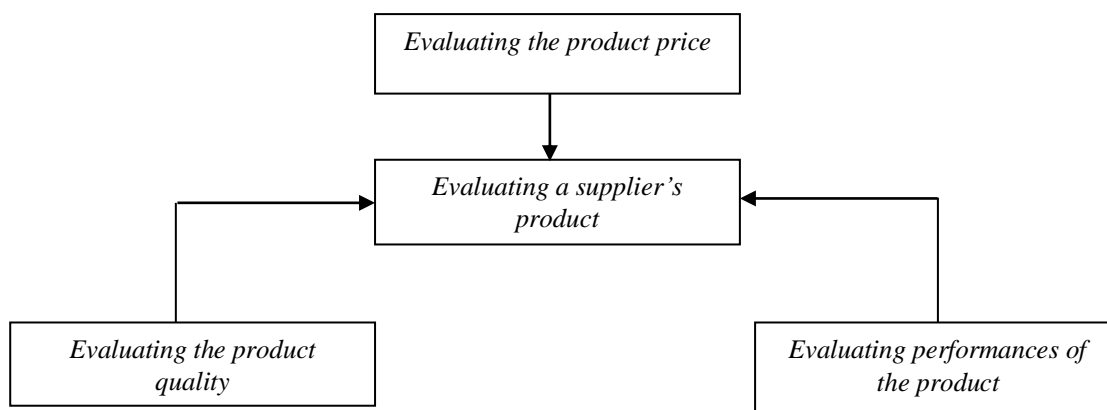 Evaluating the product price
Evaluating a supplier’s
product
Evaluating the product
quality
Evaluating performances of
the product